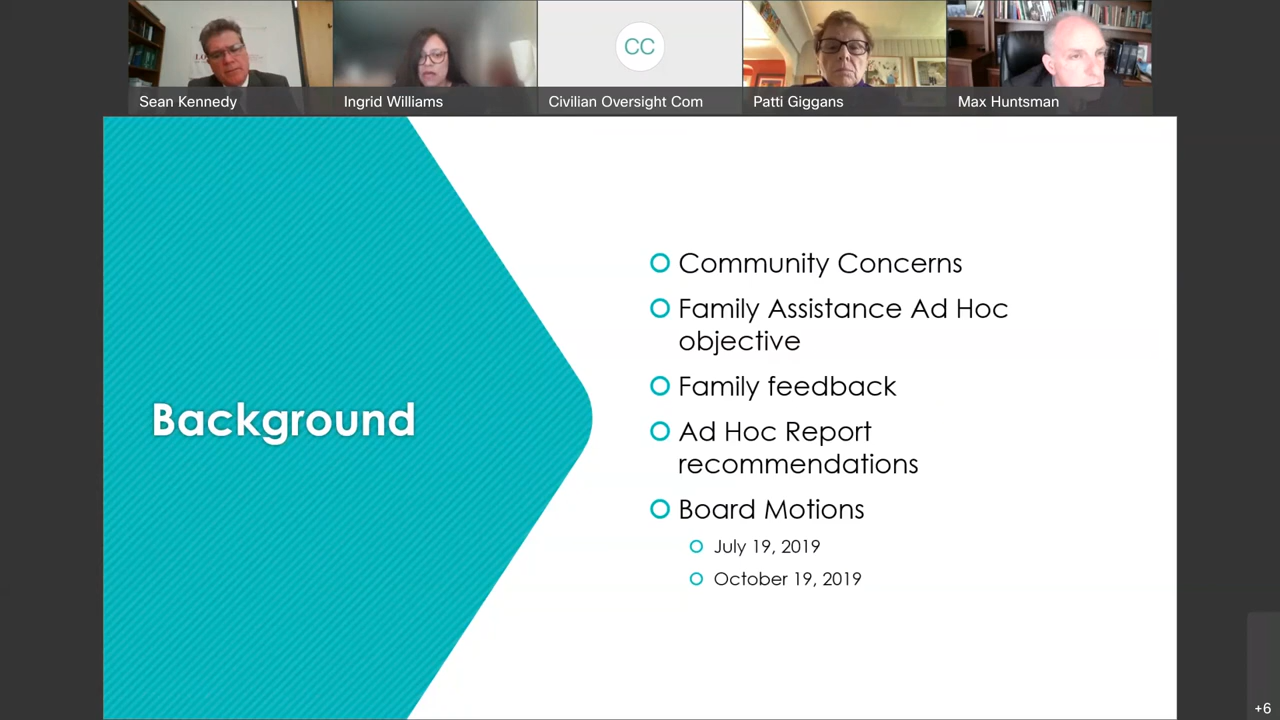 CC
Sean Kennedy
Ingrid Williams
Civilian Oversight Com
Patti Giggans
Max Huntsman
Background
Community Concerns
Family Assistance Ad Hoc
objective
Family feedback
Ad Hoc Report
recommendations
Board Motions
July 19, 2019
October 19, 2019
+6